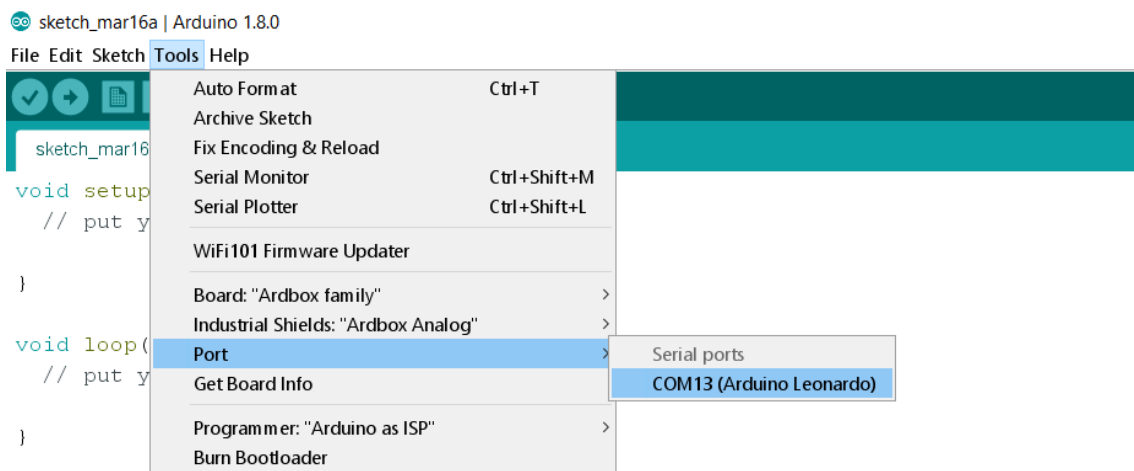 sketch_mar16a | Arduino 1.8.0
File Edit Sketch Tools Help
Auto Format Ctrl+T
Archive Sketch
sketch_mar16 Fix Encoding & Reload
Serial Monitor Ctrl+Shift+M
void setup
Serial Plotter Ctrl+Shift+L
// put y
WiFi101 Firmware Updater
}
Board: "Ardbox family" >
Industrial Shields: "Ardbox Analog" >
void loop(
Port > Serial ports
// put y
Get Board Info COM13 (Arduino Leonardo)
Programmer: "Arduino as ISP" >
}
Burn Bootloader